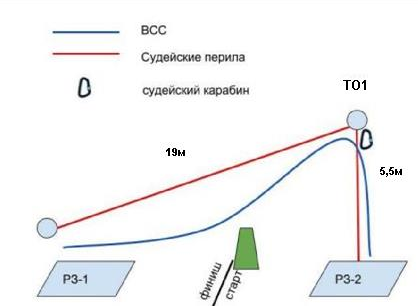 ВСС
Судейские перила
судейский карабин
ТО1
19м
5,5м
РЗ-1
финиш
старт
РЗ-2